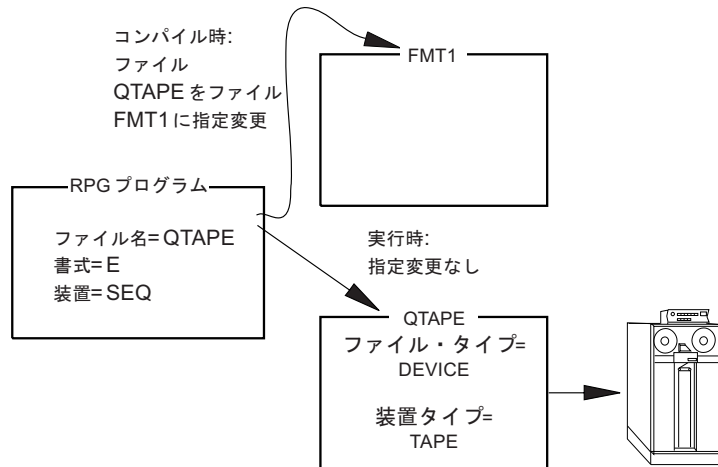 コンパイル時:
ファイル
QTAPE をファイル
FMT1 に指定変更
FMT1
RPG プログラム
ファイル名= QTAPE
書式= E
装置= SEQ
実行時:
指定変更なし
QTAPE
ファイル・タイプ=
DEVICE
装置タイプ=
TAPE